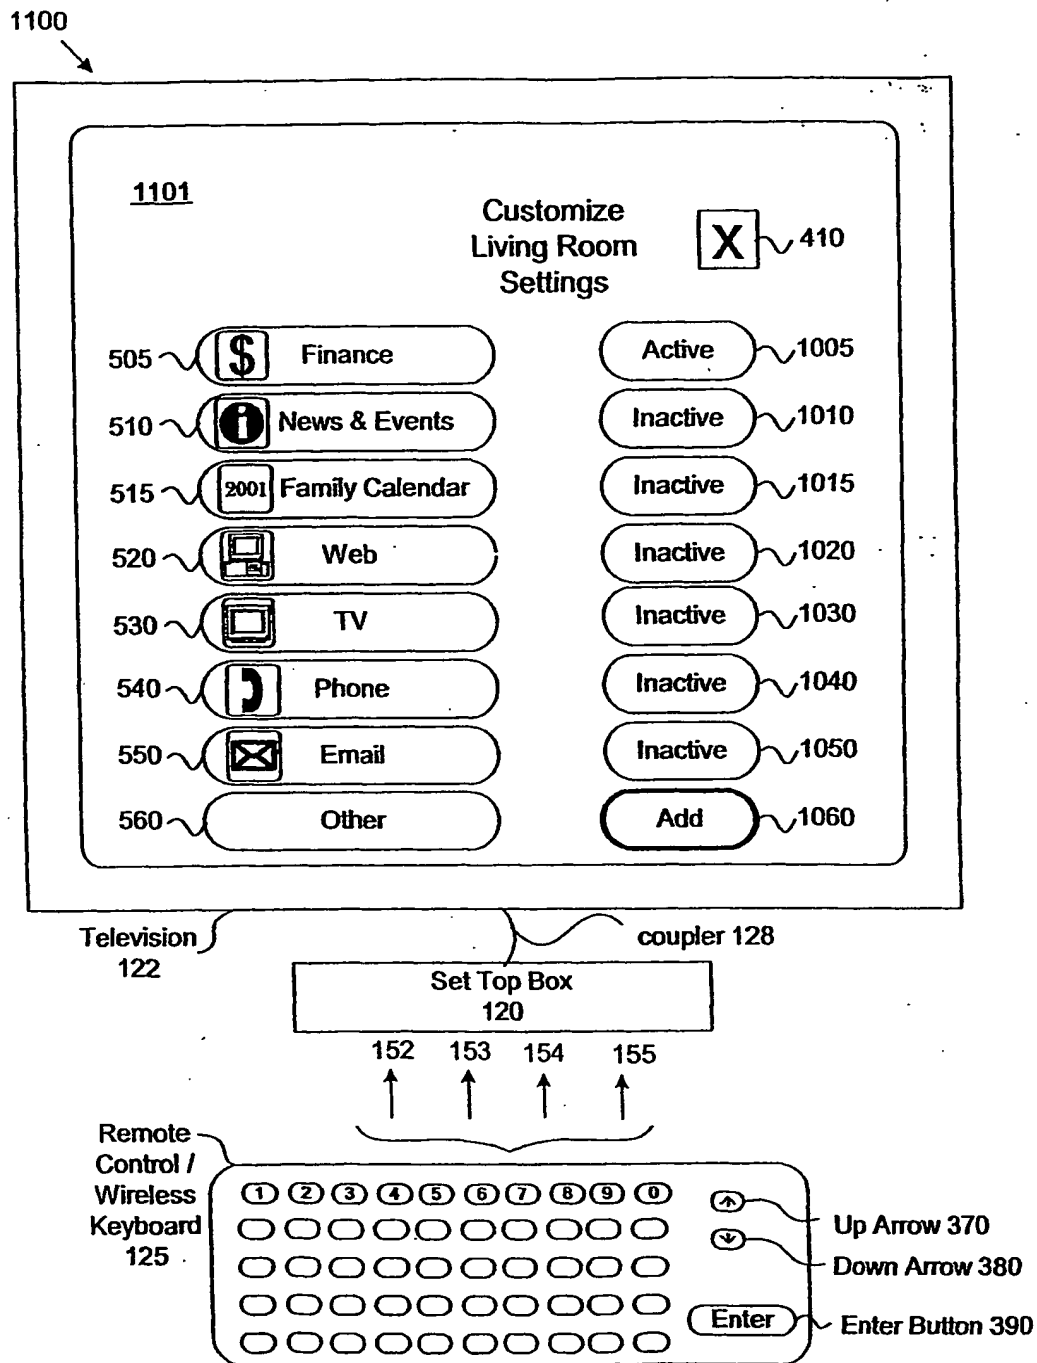 1100
1101
Customize
Living Room
Settings
X
410
505
$
Finance
Active
1005
510
i
News & Events
Inactive
1010
515
2001
Family Calendar
Inactive
1015
520
Web
Inactive
1020
530
TV
Inactive
1030
540
Phone
Inactive
1040
550
Email
Inactive
1050
560
Other
Add
1060
Television
122
coupler 128
Set Top Box
120
152 153 154 155
Remote
Control /
Wireless
Keyboard
125
1 2 3 4 5 6 7 8 9 0
Up Arrow 370
Down Arrow 380
Enter
Enter Button 390